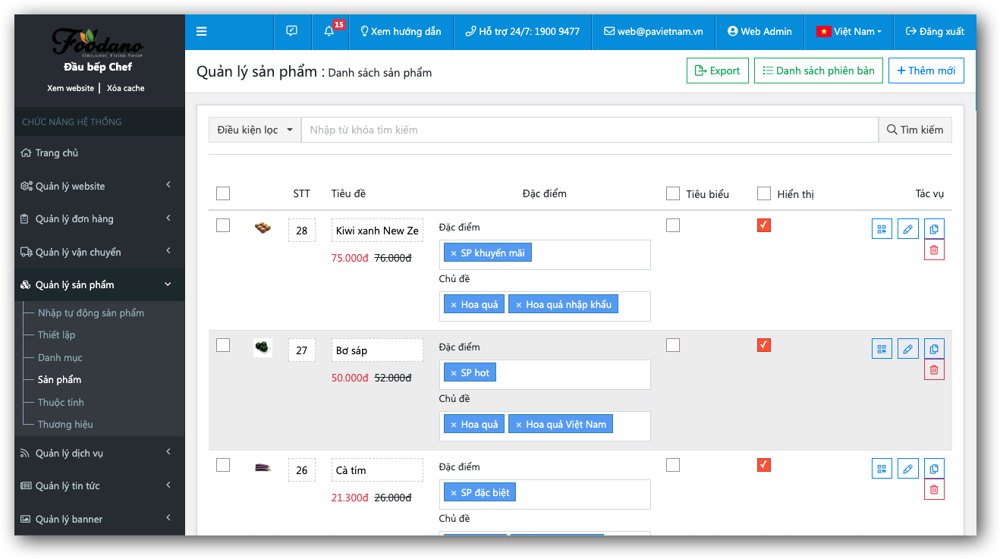 Foodano
ORGANIC FOOD SHOP
Đầu bếp Chef
Xem website | Xóa cache
CHỨC NĂNG HỆ THỐNG
Trang chủ
Quản lý website
Quản lý đơn hàng
Quản lý vận chuyển
Quản lý sản phẩm
Nhập tự động sản phẩm
Thiết lập
Danh mục
Sản phẩm
Thuộc tính
Thương hiệu
Quản lý dịch vụ
Quản lý tin tức
Quản lý banner
15 Xem hướng dẫn Hỗ trợ 24/7: 1900 9477 web@pavietnam.vn Web Admin Việt Nam Đăng xuất
Quản lý sản phẩm : Danh sách sản phẩm Export Danh sách phiên bản + Thêm mới
Điều kiện lọc Nhập từ khóa tìm kiếm Tìm kiếm
STT Tiêu đề Đặc điểm Tiêu biểu Hiển thị Tác vụ
28 Kiwi xanh New Ze Đặc điểm
75.000đ 76.000đ × SP khuyến mãi
Chủ đề
× Hoa quả × Hoa quả nhập khẩu
27 Bơ sáp Đặc điểm
50.000đ 52.000đ × SP hot
Chủ đề
× Hoa quả × Hoa quả Việt Nam
26 Cà tím Đặc điểm
21.300đ 26.000đ × SP đặc biệt
Chủ đề